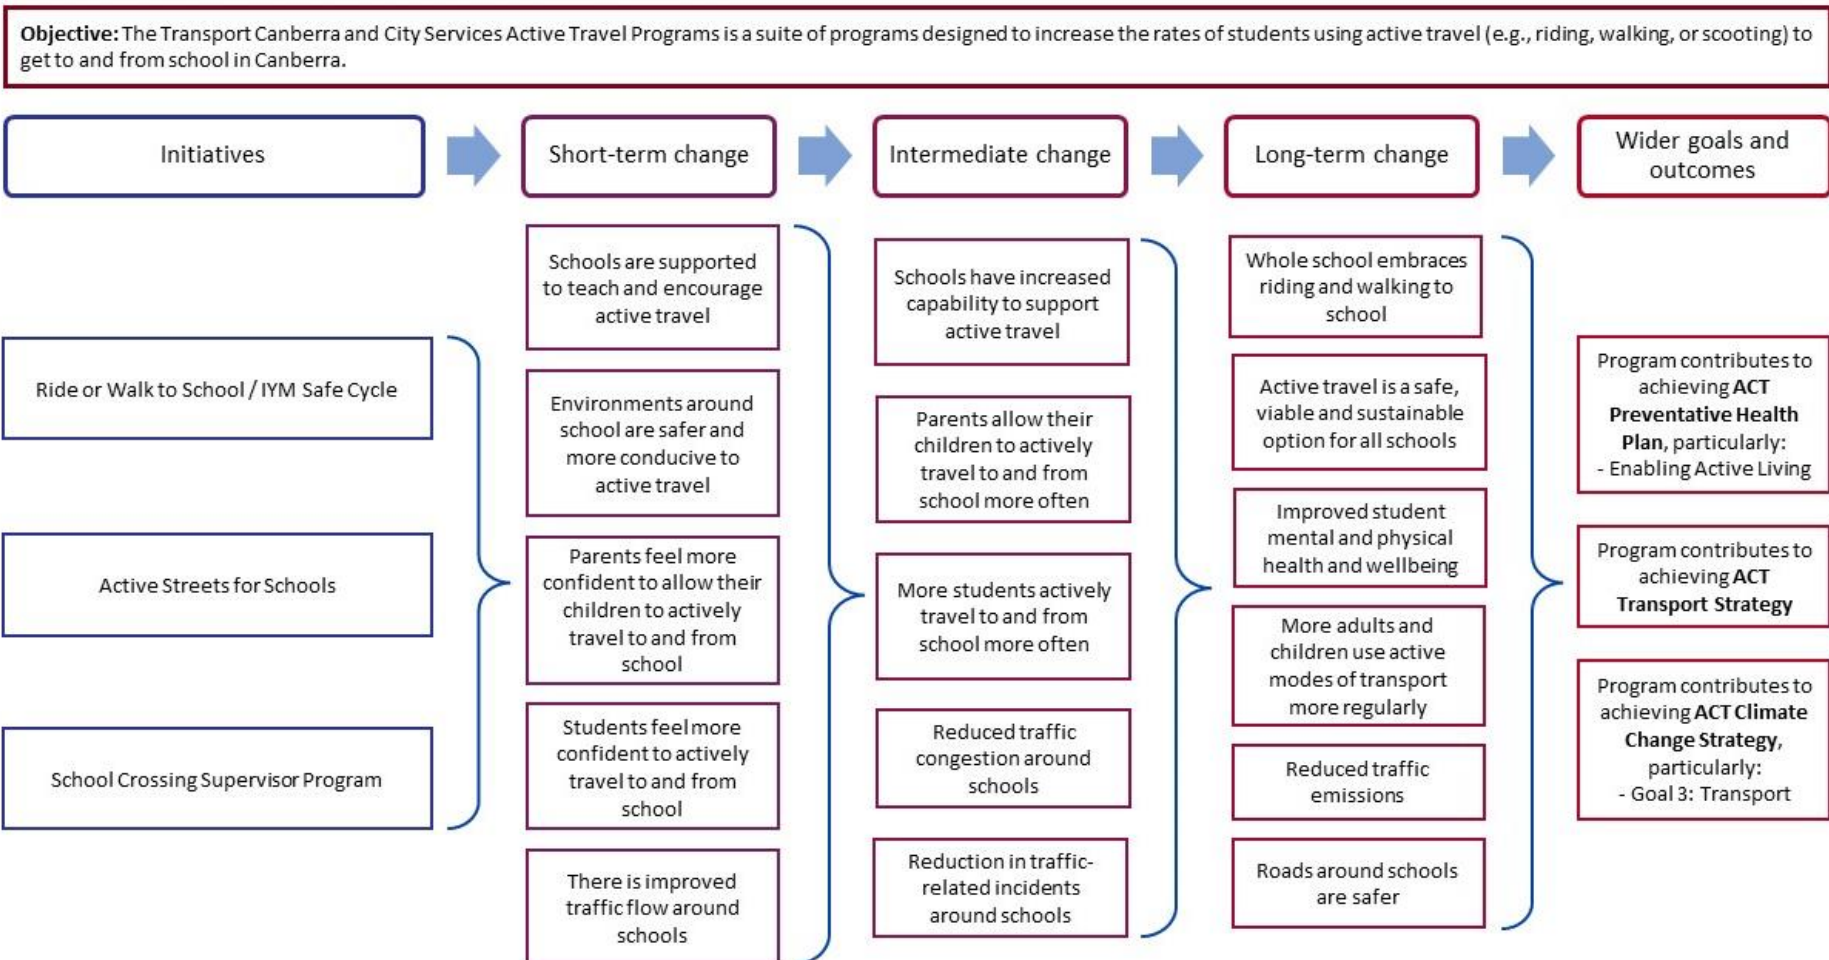 Objective: The Transport Canberra and City Services Active Travel Programs is a suite of programs designed to increase the rates of students using active travel (e.g., riding, walking, or scooting) to
get to and from school in Canberra.
Initiatives
Short-term change
Intermediate change
Long-term change
Wider goals and
outcomes
Ride or Walk to School / IYM Safe Cycle
Active Streets for Schools
School Crossing Supervisor Program
Schools are supported
to teach and encourage
active travel
Environments around
school are safer and
more conducive to
active travel
Parents feel more
confident to allow their
children to actively
travel to and from
school
Students feel more
confident to actively
travel to and from
school
There is improved
traffic flow around
schools
Schools have increased
capability to support
active travel
Parents allow their
children to actively
travel to and from
school more often
More students actively
travel to and from
school more often
Reduced traffic
congestion around
schools
Reduction in traffic-
related incidents
around schools
Whole school embraces
riding and walking to
school
Active travel is a safe,
viable and sustainable
option for all schools
Improved student
mental and physical
health and wellbeing
More adults and
children use active
modes of transport
more regularly
Reduced traffic
emissions
Roads around schools
are safer
Program contributes to
achieving ACT
Preventative Health
Plan, particularly:
- Enabling Active Living
Program contributes to
achieving ACT
Transport Strategy
Program contributes to
achieving ACT Climate
Change Strategy,
particularly:
- Goal 3: Transport